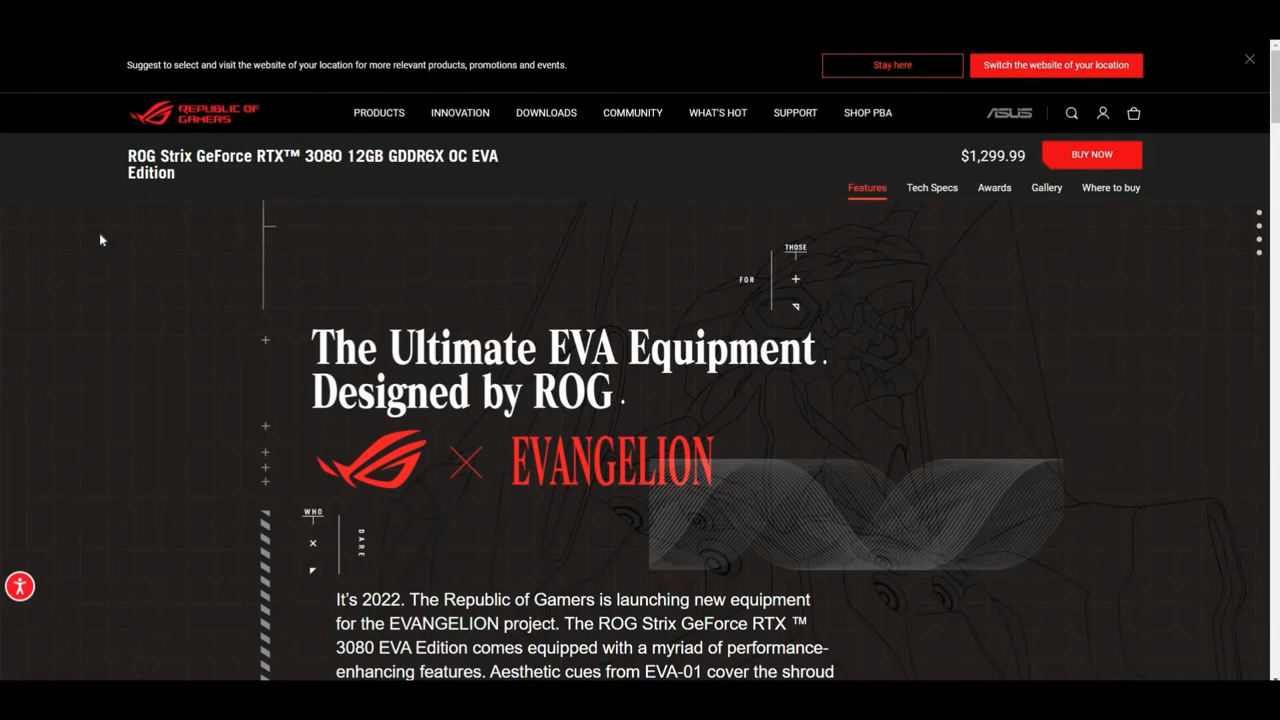 Suggest to select and visit the website of your location for more relevant products, promotions and events.
Stay here
Switch the website of your location
REPUBLIC OF
GAMERS
PRODUCTS
INNOVATION
DOWNLOADS
COMMUNITY
WHAT'S HOT
SUPPORT
SHOP PBA
ASUS
ROG Strix GeForce RTX™ 3080 12GB GDDR6X OC EVA
Edition
$1,299.99
BUY NOW
Features
Tech Specs
Awards
Gallery
Where to buy
THOSE
FOR
The Ultimate EVA Equipment.
Designed by ROG.
EVANGELION
WHO
DARE
It's 2022. The Republic of Gamers is launching new equipment
for the EVANGELION project. The ROG Strix GeForce RTX ™
3080 EVA Edition comes equipped with a myriad of performance-
enhancing features. Aesthetic cues from EVA-01 cover the shroud